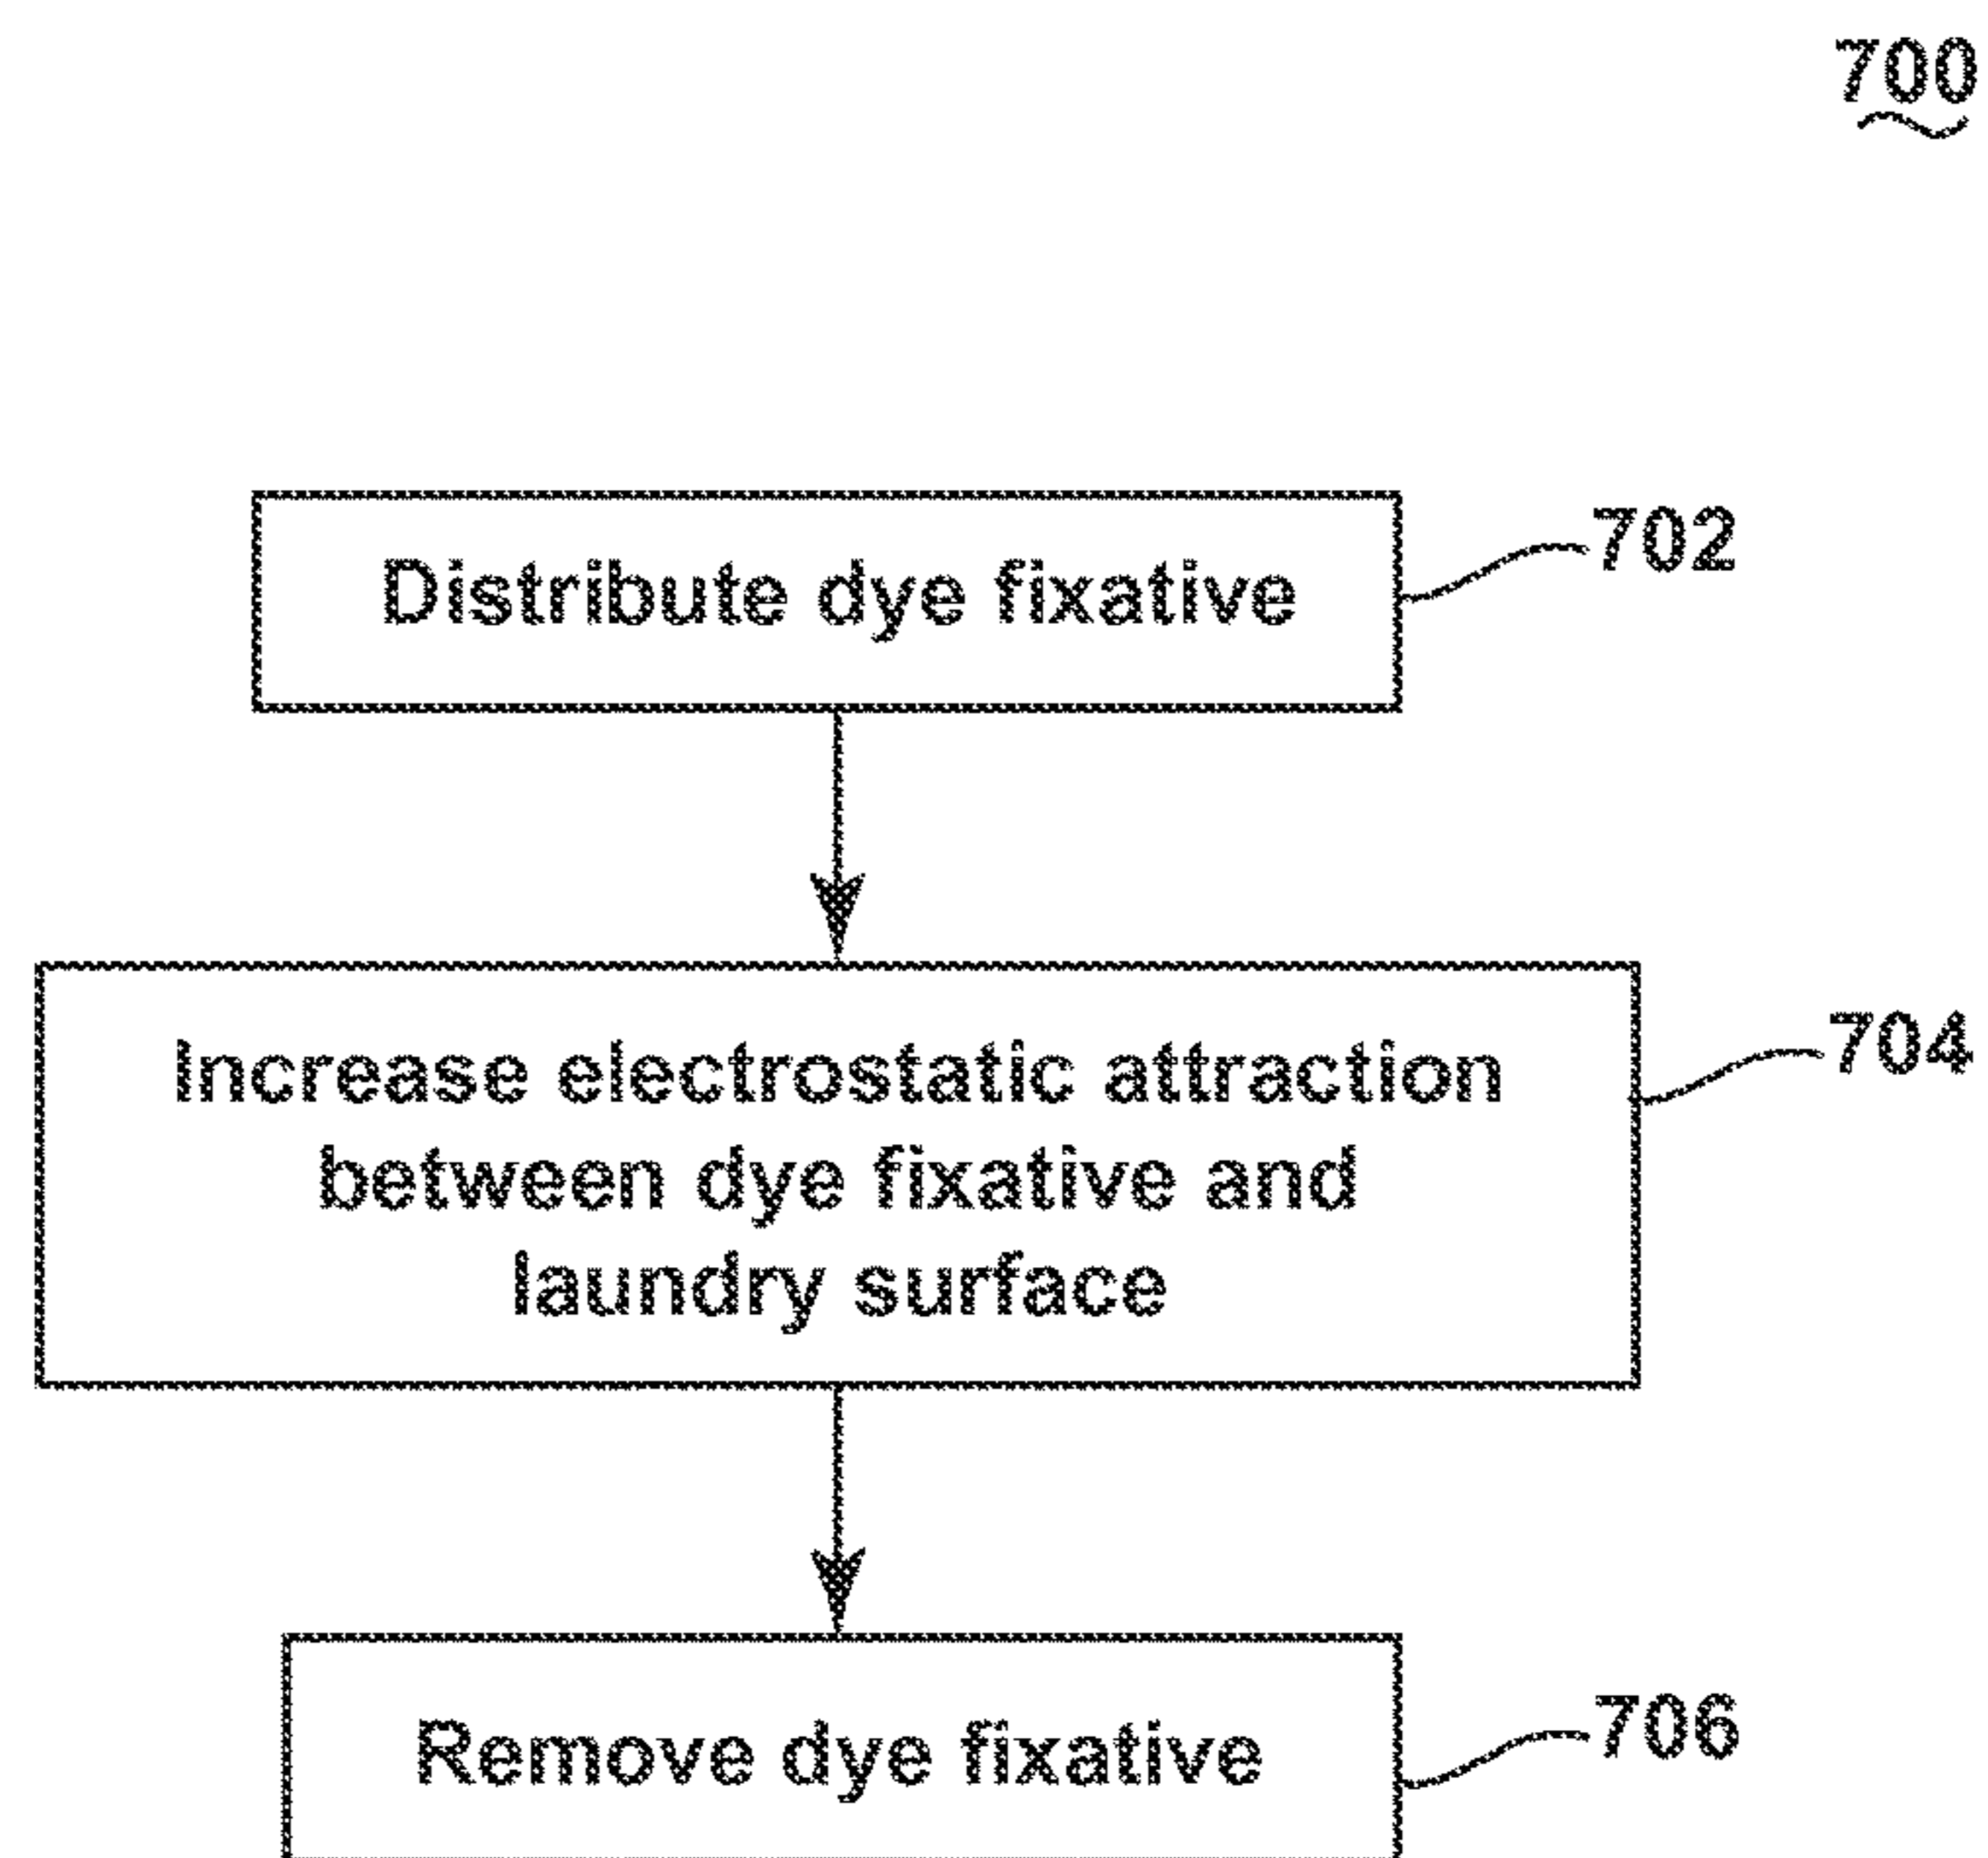 700
Distribute dye fixative
702
Increase electrostatic attraction
between dye fixative and
laundry surface
704
Remove dye fixative
706